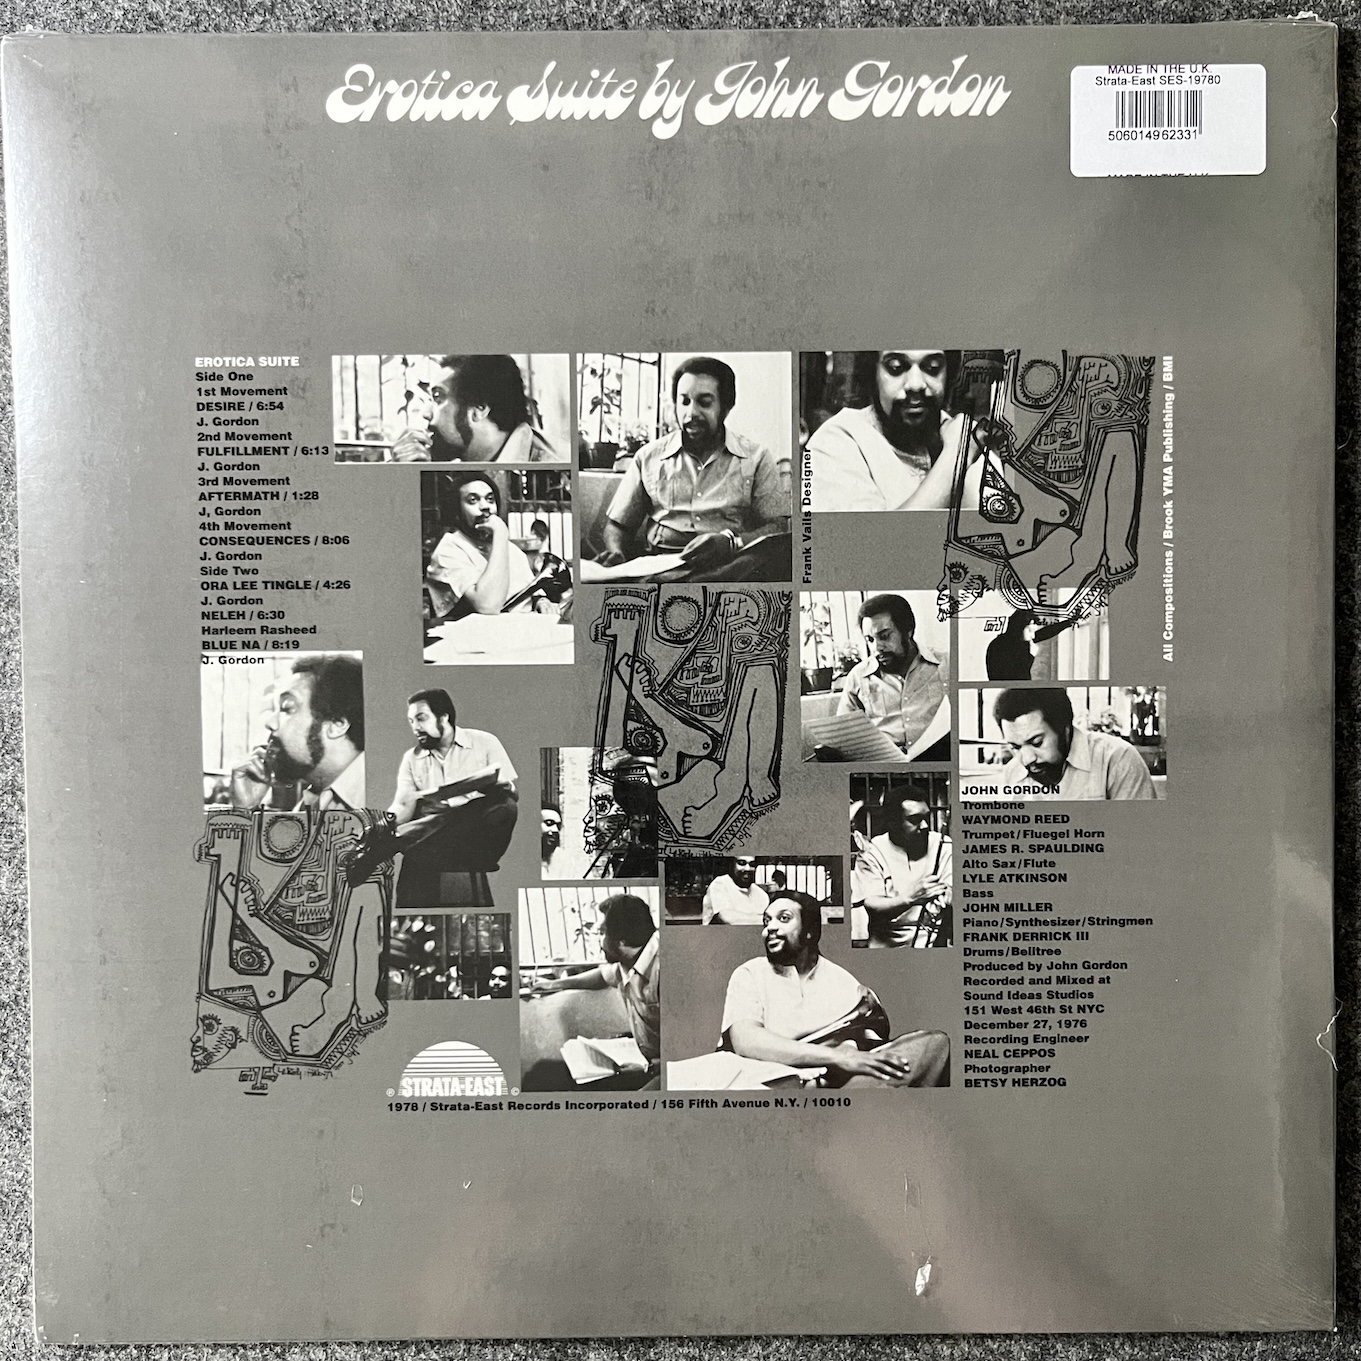 Erotica Suite by John Gordon
MADE IN THE U.K.
Strata-East SES-19780
506014962331
MADE IN THE U.K.
EROTICA SUITE
Side One
1st Movement
DESIRE / 6:54
J. Gordon
2nd Movement
FULFILLMENT / 6:13
J. Gordon
3rd Movement
AFTERMATH / 1:28
J, Gordon
4th Movement
CONSEQUENCES / 8:06
J. Gordon
Side Two
ORA LEE TINGLE / 4:26
J. Gordon
NELEH / 6:30
Harleem Rasheed
BLUE NA / 8:19
J. Gordon
Frank Vails Designer
All Compositions / Brook YMA Publishing / BMI
JOHN GORDON
Trombone
WAYMOND REED
Trumpet/Fluegel Horn
JAMES R. SPAULDING
Alto Sax/Flute
LYLE ATKINSON
Bass
JOHN MILLER
Piano/Synthesizer/Stringmen
FRANK DERRICK III
Drums/Belltree
Produced by John Gordon
Recorded and Mixed at
Sound Ideas Studios
151 West 46th St NYC
December 27, 1976
Recording Engineer
NEAL CEPPOS
Photographer
BETSY HERZOG
® STRATA-EAST ©
1978 / Strata-East Records Incorporated / 156 Fifth Avenue N.Y. / 10010